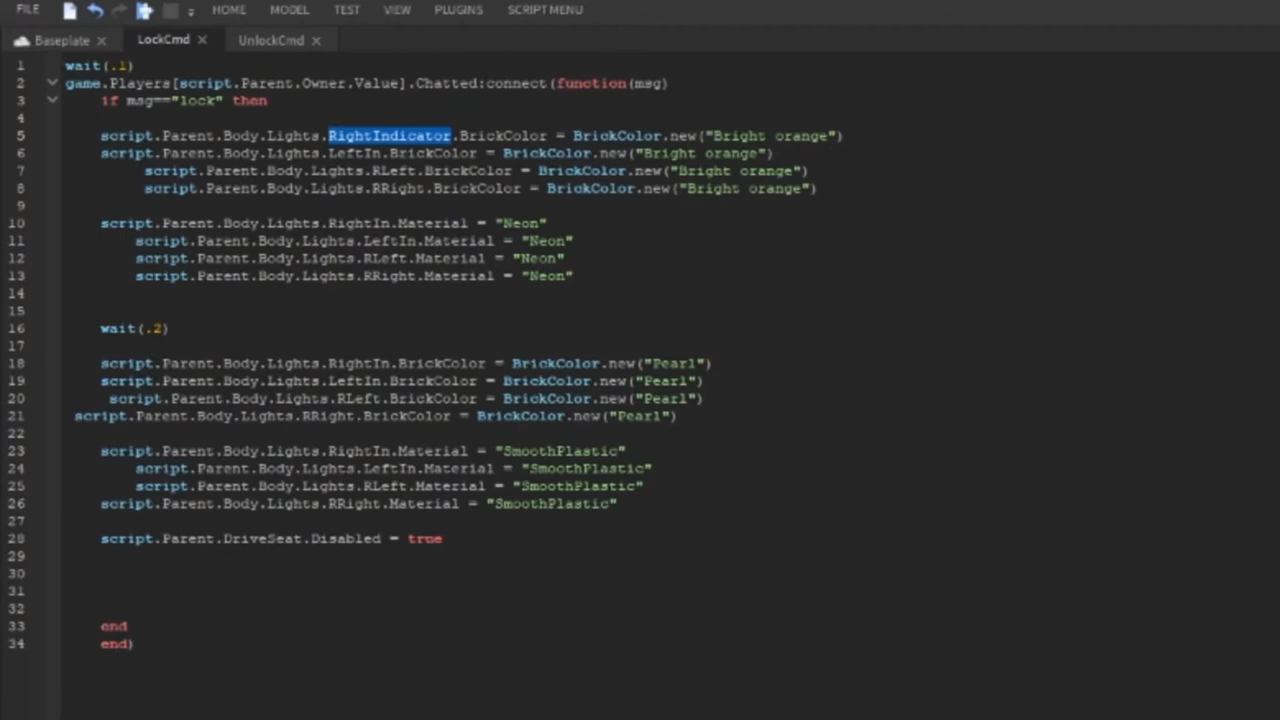 FILE HOME MODEL TEST VIEW PLUGINS SCRIPT MENU
Baseplate LockCmd UnlockCmd
1 wait(.1)
2 game.Players[script.Parent.Owner.Value].Chatted:connect(function(msg)
3 if msg=="lock" then
4
5 script.Parent.Body.Lights.RightIndicator.BrickColor = BrickColor.new("Bright orange")
6 script.Parent.Body.Lights.LeftIn.BrickColor = BrickColor.new("Bright orange")
7 script.Parent.Body.Lights.RLeft.BrickColor = BrickColor.new("Bright orange")
8 script.Parent.Body.Lights.RRight.BrickColor = BrickColor.new("Bright orange")
9
10 script.Parent.Body.Lights.RightIn.Material = "Neon"
11 script.Parent.Body.Lights.LeftIn.Material = "Neon"
12 script.Parent.Body.Lights.RLeft.Material = "Neon"
13 script.Parent.Body.Lights.RRight.Material = "Neon"
14
15
16 wait(.2)
17
18 script.Parent.Body.Lights.RightIn.BrickColor = BrickColor.new("Pearl")
19 script.Parent.Body.Lights.LeftIn.BrickColor = BrickColor.new("Pearl")
20 script.Parent.Body.Lights.RLeft.BrickColor = BrickColor.new("Pearl")
21 script.Parent.Body.Lights.RRight.BrickColor = BrickColor.new("Pearl")
22
23 script.Parent.Body.Lights.RightIn.Material = "SmoothPlastic"
24 script.Parent.Body.Lights.LeftIn.Material = "SmoothPlastic"
25 script.Parent.Body.Lights.RLeft.Material = "SmoothPlastic"
26 script.Parent.Body.Lights.RRight.Material = "SmoothPlastic"
27
28 script.Parent.DriveSeat.Disabled = true
29
30
31
32
33 end
34 end)